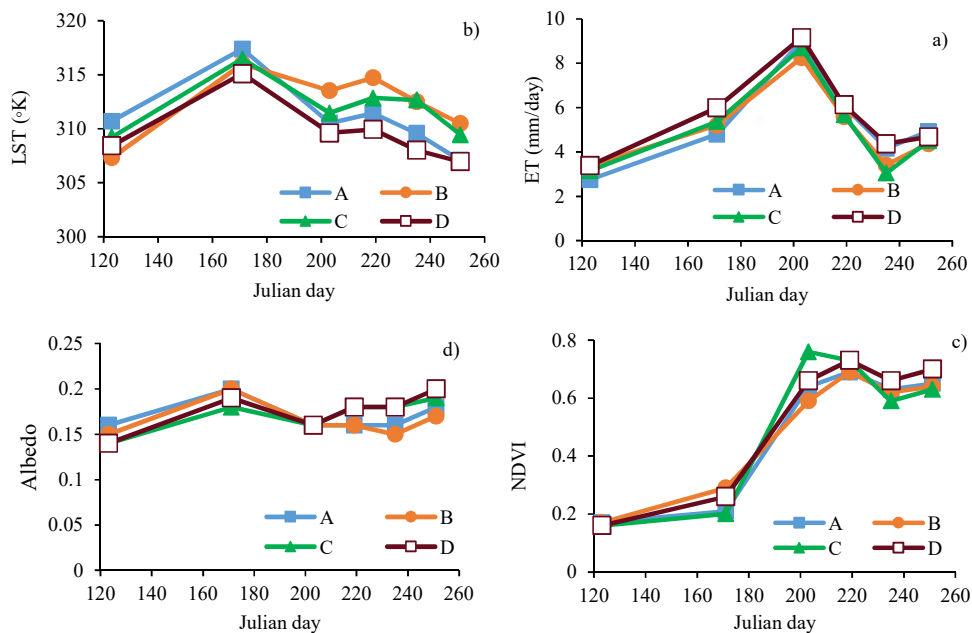 b)
LST (◦K)
320
315
310
305
300
A B
C D
120 140 160 180 200 220 240 260
Julian day
a)
ET (mm/day)
10
8
6
4
2
0
A B
C D
120 140 160 180 200 220 240 260
Julian day
d)
Albedo
0.25
0.2
0.15
0.1
0.05
0
A B
C D
120 140 160 180 200 220 240 260
Julian day
c)
NDVI
0.8
0.6
0.4
0.2
0
A B
C D
120 140 160 180 200 220 240 260
Julian day